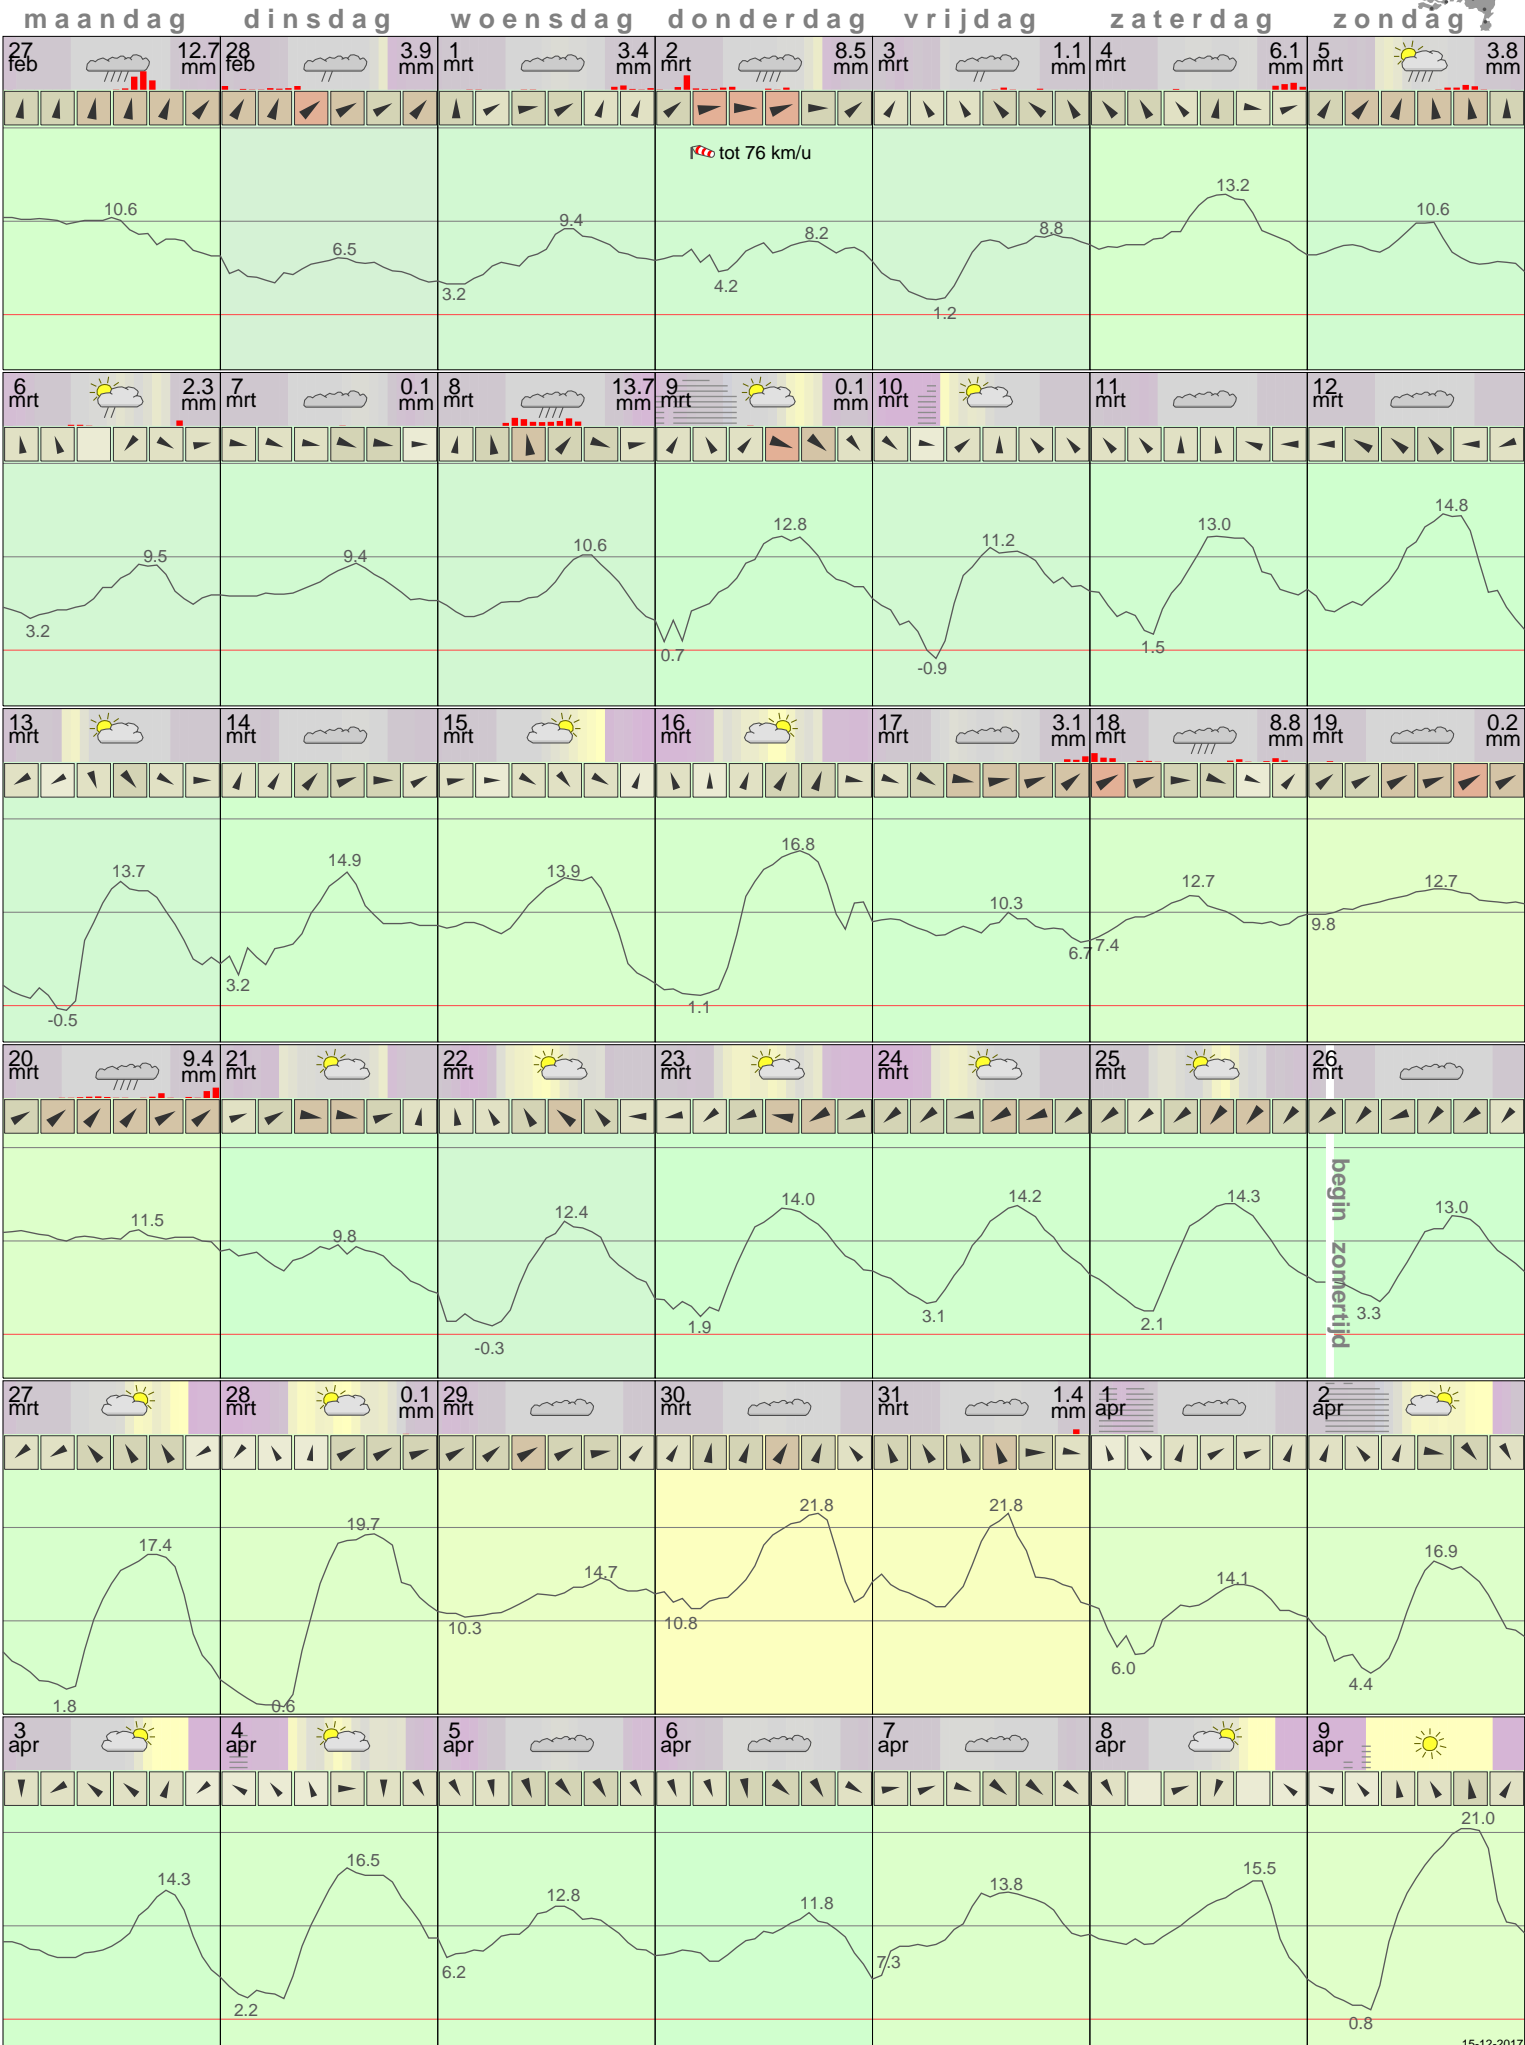 maandag dinsdag woensdag donderdag vrijdag zaterdag zondag
27 feb 12.7 mm 28 feb 3.9 mm 1 mrt 3.4 mm 2 mrt 8.5 mm 3 mrt 1.1 mm 4 mrt 6.1 mm 5 mrt 3.8 mm
tot 76 km/u
10.6 6.5 3.2 9.4 4.2 8.2 1.2 8.8 13.2 10.6
6 mrt 2.3 mm 7 mrt 0.1 mm 8 mrt 13.7 mm 9 mrt 0.1 mm 10 mrt 11 mrt 12 mrt
3.2 9.5 9.4 10.6 0.7 12.8 -0.9 11.2 1.5 13.0 14.8
13 mrt 14 mrt 15 mrt 16 mrt 17 mrt 3.1 mm 18 mrt 8.8 mm 19 mrt 0.2 mm
-0.5 13.7 3.2 14.9 13.9 1.1 16.8 10.3 6.7 7.4 12.7 9.8 12.7
20 mrt 9.4 mm 21 mrt 22 mrt 23 mrt 24 mrt 25 mrt 26 mrt
11.5 9.8 -0.3 12.4 1.9 14.0 3.1 14.2 2.1 14.3 3.3 13.0
begin zomertijd
27 mrt 28 mrt 0.1 mm 29 mrt 30 mrt 31 mrt 1.4 mm 1 apr 2 apr
1.8 17.4 0.6 19.7 10.3 14.7 10.8 21.8 21.8 6.0 14.1 4.4 16.9
3 apr 4 apr 5 apr 6 apr 7 apr 8 apr 9 apr
14.3 2.2 16.5 6.2 12.8 11.8 7.3 13.8 15.5 0.8 21.0
15-12-2017